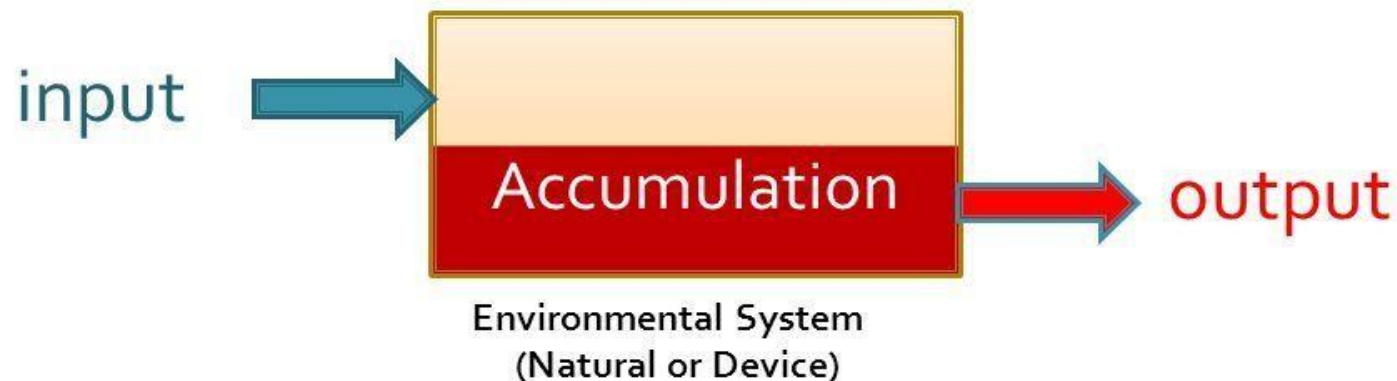 input
Accumulation
output
Environmental System
(Natural or Device)